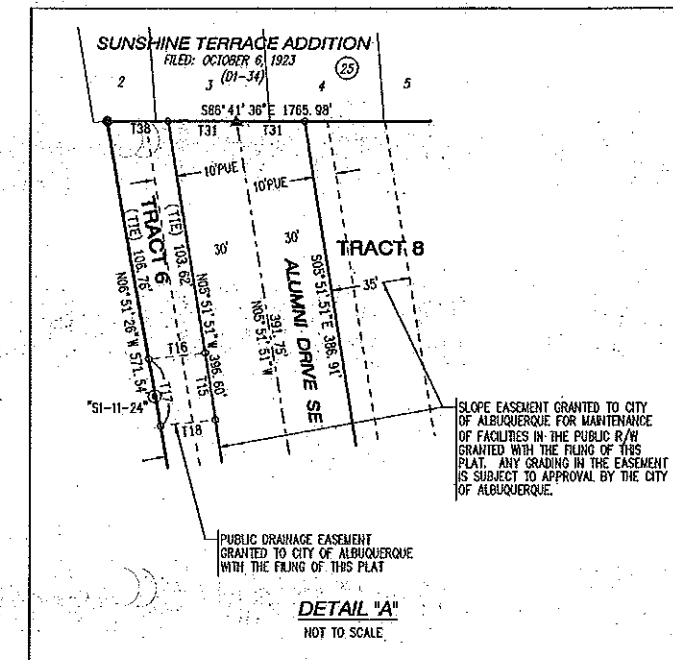 SUNSHINE TERRACE ADDITION
FILED: OCTOBER 6, 1923
(D1-34)
25
2
3
4
5
S86°41'36"E 1765.98'
T38
T31
T31
10'PUE
10'PUE
TRACT 6
(TIE) 106.76'
N06°51'26"W 571.54'
(TIE) 103.62'
N05°51'51"W 396.60'
30'
30'
391.75'
N05°51'51"W
ALUMNI DRIVE SE
S05°51'51"E 386.91'
TRACT 8
35'
T16
T15
T17
T18
"S1-11-24"
SLOPE EASEMENT GRANTED TO CITY
OF ALBUQUERQUE FOR MAINTENANCE
OF FACILITIES IN THE PUBLIC R/W
GRANTED WITH THE FILING OF THIS
PLAT. ANY GRADING IN THE EASEMENT
IS SUBJECT TO APPROVAL BY THE CITY
OF ALBUQUERQUE.
PUBLIC DRAINAGE EASEMENT
GRANTED TO CITY OF ALBUQUERQUE
WITH THE FILING OF THIS PLAT
DETAIL "A"
NOT TO SCALE